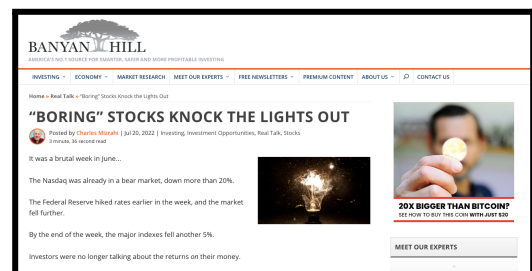 BANYAN HILL
AMERICA'S NO.1 SOURCE FOR SMARTER, SAFER AND MORE PROFITABLE INVESTING
INVESTING ECONOMY MARKET RESEARCH MEET OUR EXPERTS FREE NEWSLETTERS PREMIUM CONTENT ABOUT US CONTACT US
Home » Real Talk » "Boring" Stocks Knock the Lights Out
"BORING" STOCKS KNOCK THE LIGHTS OUT
Posted by Charles Mizrahi | Jul 20, 2022 | Investing, Investment Opportunities, Real Talk, Stocks
3 minute, 36 second read
It was a brutal week in June...
The Nasdaq was already in a bear market, down more than 20%.
The Federal Reserve hiked rates earlier in the week, and the market
fell further.
By the end of the week, the major indexes fell another 5%.
Investors were no longer talking about the returns on their money.
20X BIGGER THAN BITCOIN?
SEE HOW TO BUY THIS COIN WITH JUST $20
MEET OUR EXPERTS